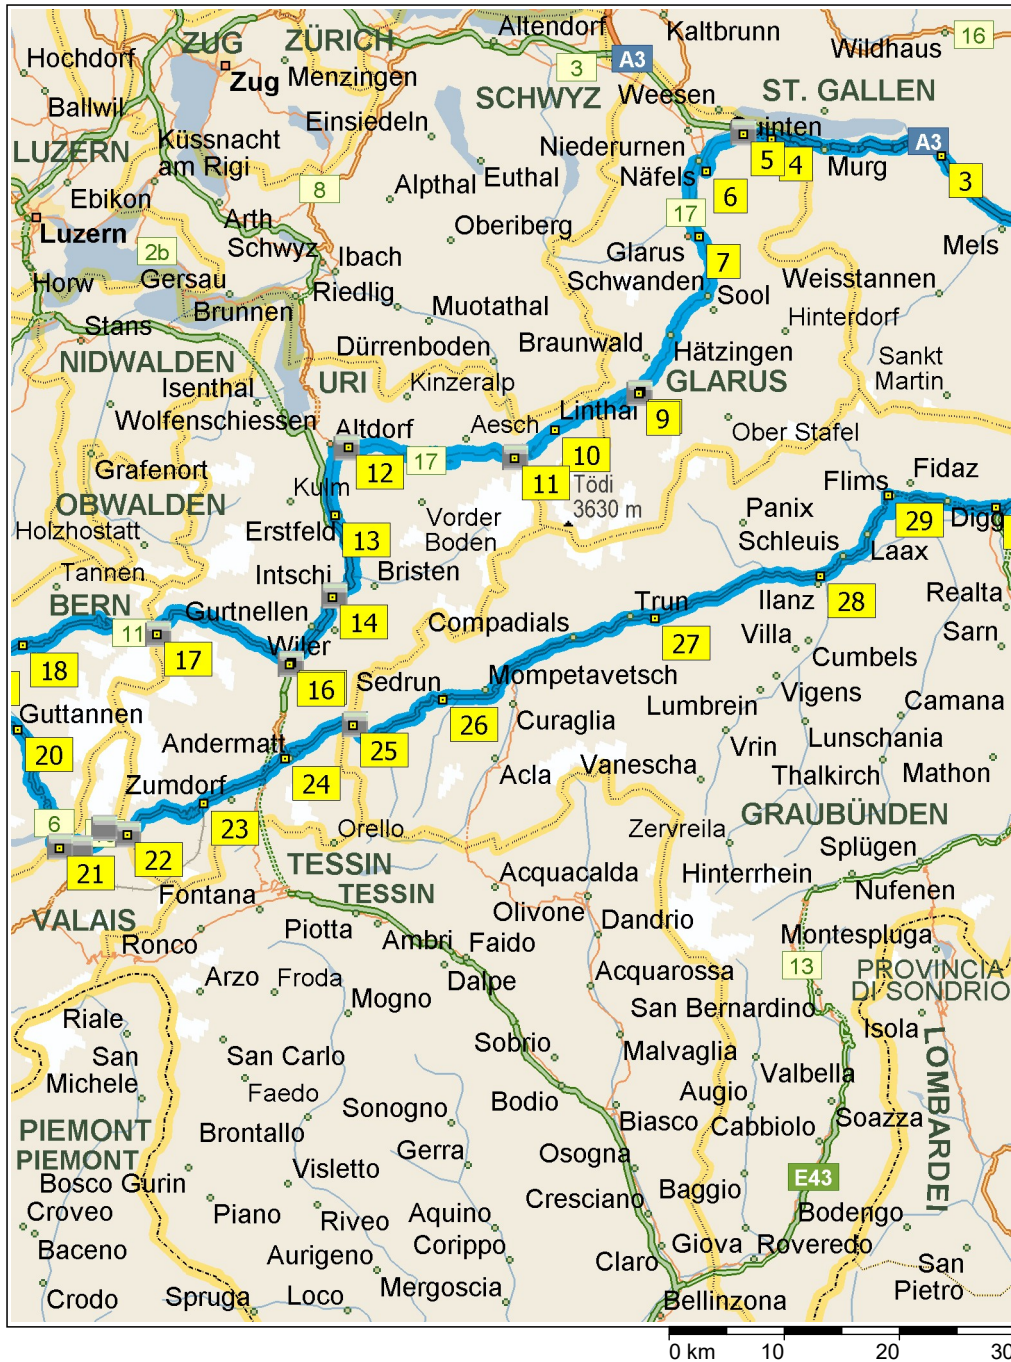 Altendorf
Kaltbrunn
ZUG
ZÜRICH
16
Hochdorf
A3
Wildhaus
Zug
Menzingen
3
SCHWYZ
Weesen
ST. GALLEN
Ballwil
Einsiedeln
Küssnacht
am Rigi
LUZERN
Niederurnen
A3
5
4
Murg
3
Ebikon
8
Alpthal
Euthal
Näfels
6
Arth
17
Luzern
Schwyz
Oberiberg
2b
Ibach
Glarus
7
Mels
Horw
Gersau
Riedlig
Schwanden
Sool
Weisstannen
Brunnen
Muotathal
Hinterdorf
Stans
Dürrenboden
Braunwald
Hätzingen
NIDWALDEN
URI
Kinzeralp
GLARUS
Sankt
Martin
Isenthal
Wolfenschiessen
Altdorf
Aesch
Linthal
9
Ober Stafel
12
17
10
Grafenort
11
Tödi
3630 m
Flims
Fidaz
OBWALDEN
Kulm
Vorder
Boden
Panix
29
Digg
Holzhostatt
Erstfeld
13
Schleuis
Laax
Tannen
Intschi
Bristen
BERN
Gurtnellen
14
Trun
Ilanz
28
Realta
11
Compadials
27
Villa
Sarn
18
17
Wiler
16
Sedrun
Mompetavetsch
Cumbels
Guttannen
26
Curaglia
Lumbrein
Vigens
Camana
20
Andermatt
25
Vrin
Lunschania
24
Acla
Vanescha
Thalkirch
Mathon
Zumdorf
23
GRAUBÜNDEN
6
22
Orello
Zervreila
Splügen
21
TESSIN
TESSIN
Acquacalda
Hinterrhein
Nufenen
VALAIS
Fontana
Olivone
Dandrio
Ronco
Piotta
Ambri
Faido
Montespluga
13
PROVINCIA
DI SONDRIO
Arzo
Froda
Dalpe
Acquarossa
Mogno
San Bernardino
Riale
Isola
San
Michele
San Carlo
Sobrio
Malvaglia
LOMBARDEI
Faedo
Augio
Valbella
Sonogno
Bodio
Biasco
Cabbiolo
Soazza
PIEMONT
PIEMONT
Brontallo
Gerra
Osogna
Bosco Gurin
Visletto
Cresciano
Baggio
E43
Croveo
Piano
Riveo
Aquino
Bodengo
Baceno
Aurigeno
Corippo
Claro
Giova
Roveredo
San
Pietro
Crodo
Spruga
Loco
Mergoscia
Bellinzona
0 km
10
20
30